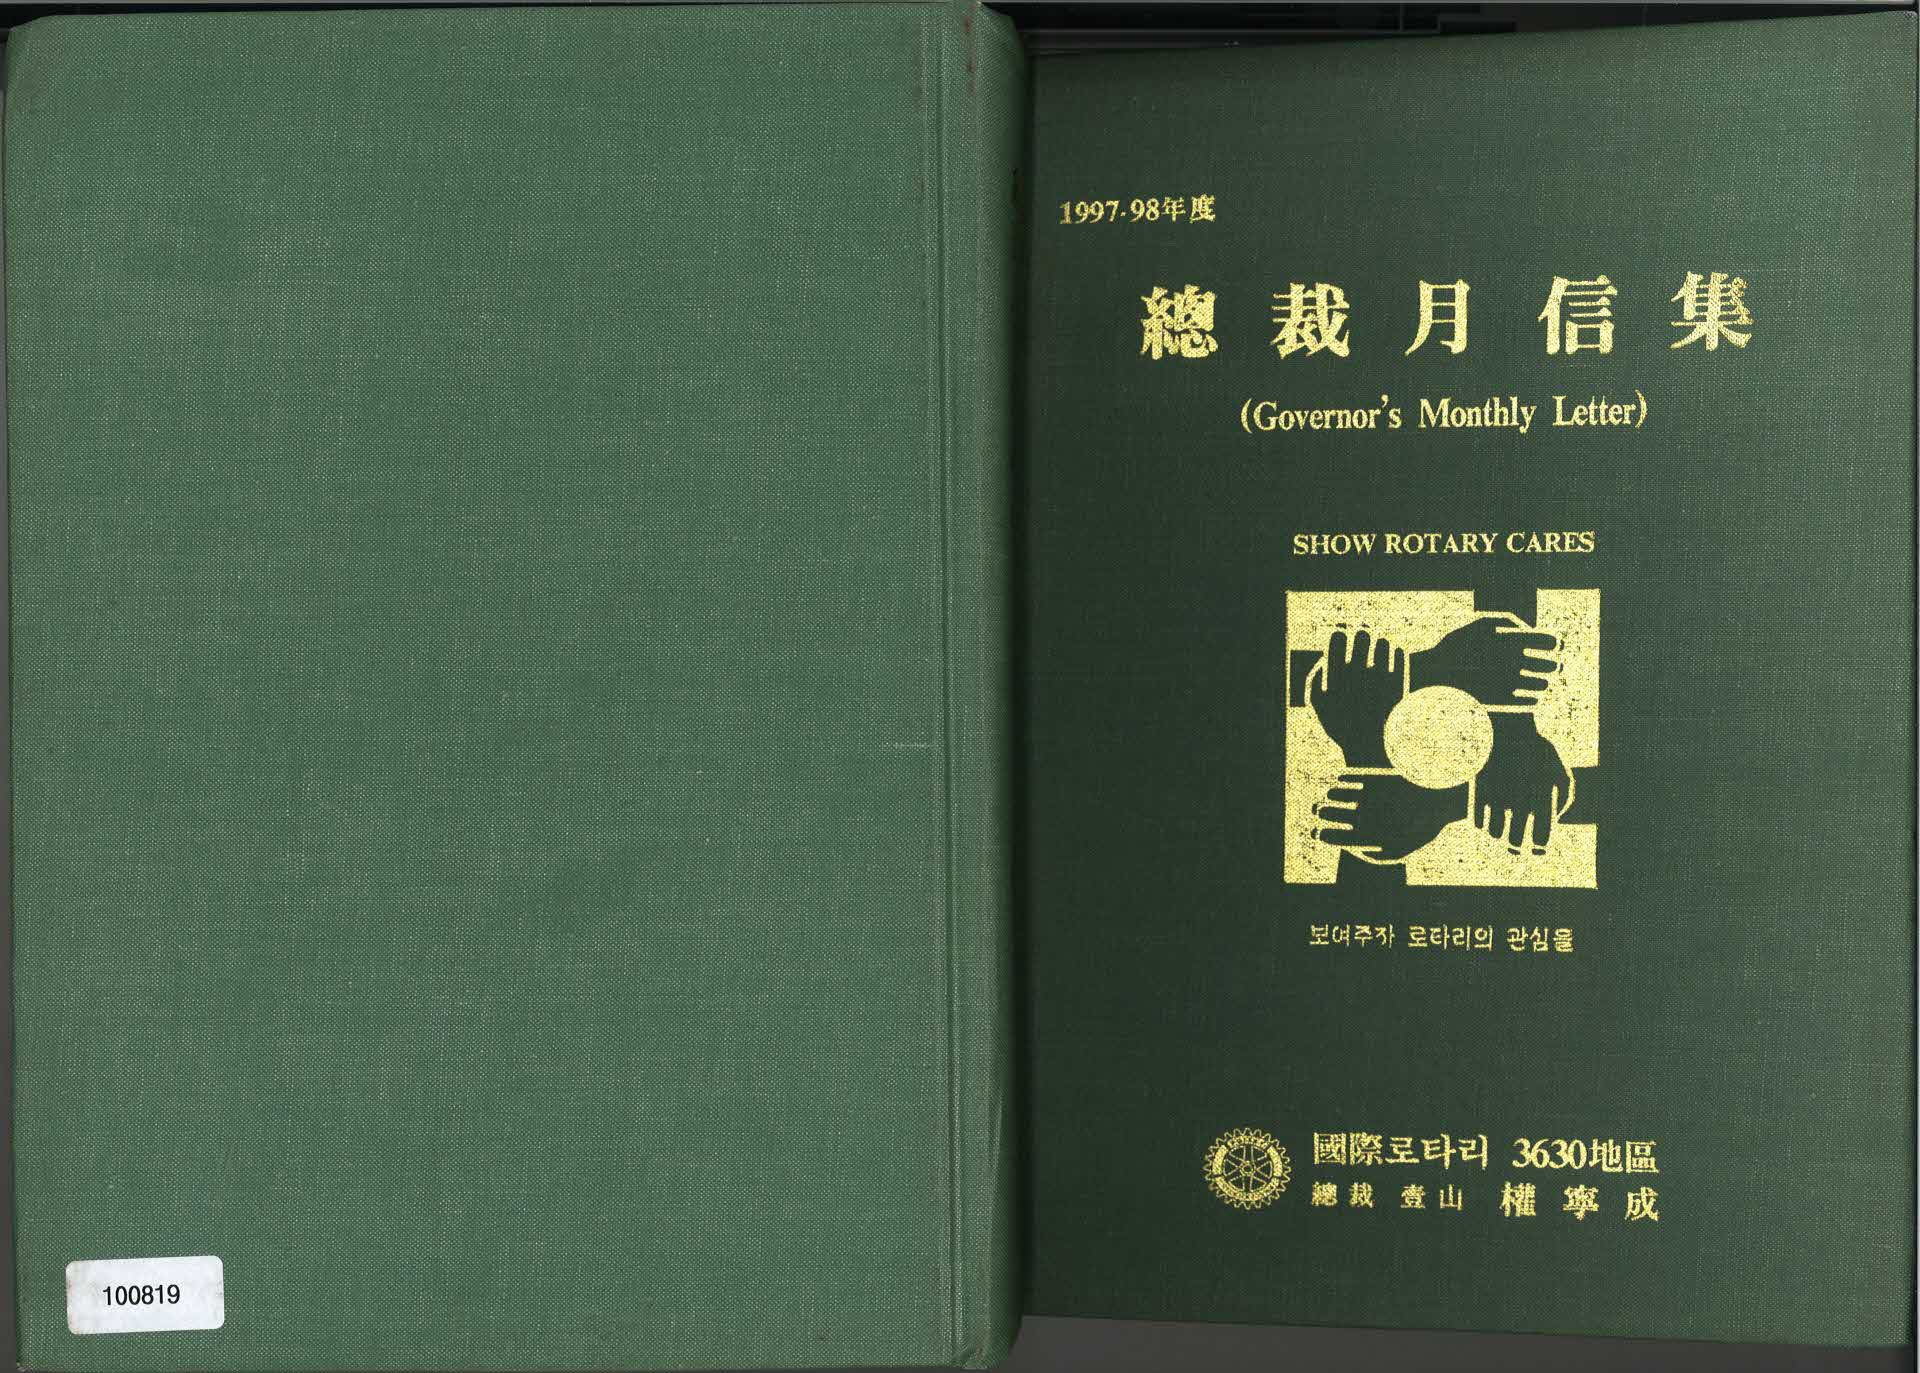 1997-98年度
總裁月信集
(Governor's Monthly Letter)
SHOW ROTARY CARES
보여주자 로타리의 관심을
國際로타리 3630地區
總裁 壹山 權寧成
100819